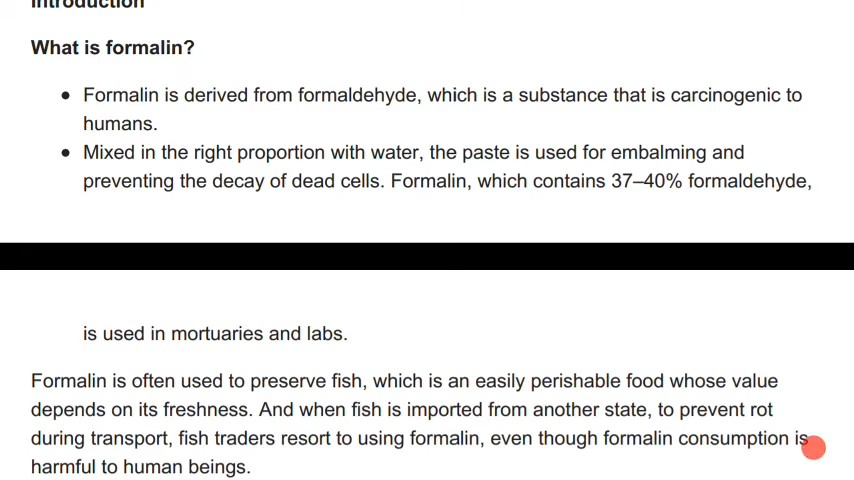 Introduction
What is formalin?
● Formalin is derived from formaldehyde, which is a substance that is carcinogenic to
humans.
● Mixed in the right proportion with water, the paste is used for embalming and
preventing the decay of dead cells. Formalin, which contains 37–40% formaldehyde,
is used in mortuaries and labs.
Formalin is often used to preserve fish, which is an easily perishable food whose value
depends on its freshness. And when fish is imported from another state, to prevent rot
during transport, fish traders resort to using formalin, even though formalin consumption is
harmful to human beings.